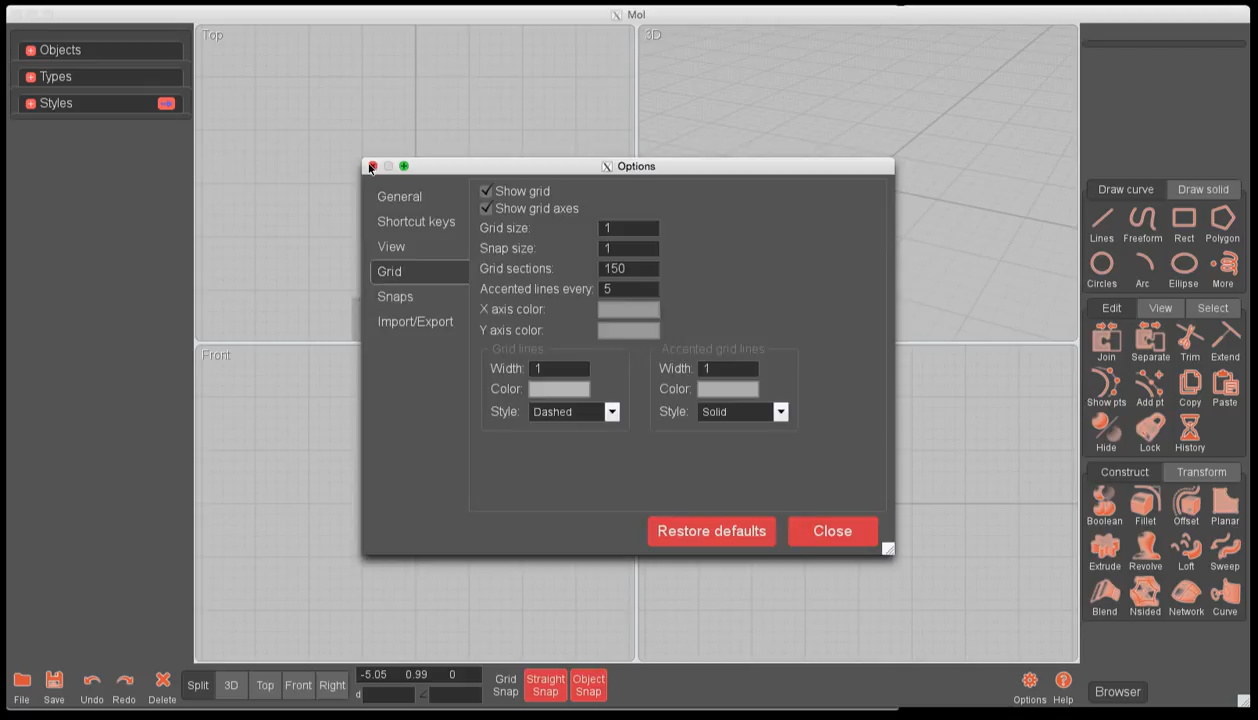 MoI
Objects
Types
Styles
Top
3D
Front
Options
General
Shortcut keys
View
Grid
Snaps
Import/Export
Show grid
Show grid axes
Grid size: 1
Snap size: 1
Grid sections: 150
Accented lines every: 5
X axis color:
Y axis color:
Grid lines
Width: 1
Color:
Style: Dashed
Accented grid lines
Width: 1
Color:
Style: Solid
Restore defaults Close
Draw curve Draw solid
Lines Freeform Rect Polygon
Circles Arc Ellipse More
Edit View Select
Join Separate Trim Extend
Show pts Add pt Copy Paste
Hide Lock History
Construct Transform
Boolean Fillet Offset Planar
Extrude Revolve Loft Sweep
Blend Nsided Network Curve
File Save Undo Redo Delete
Split 3D Top Front Right
-5.05 0.99 0
d
Grid Snap
Straight Snap
Object Snap
Options Help
Browser